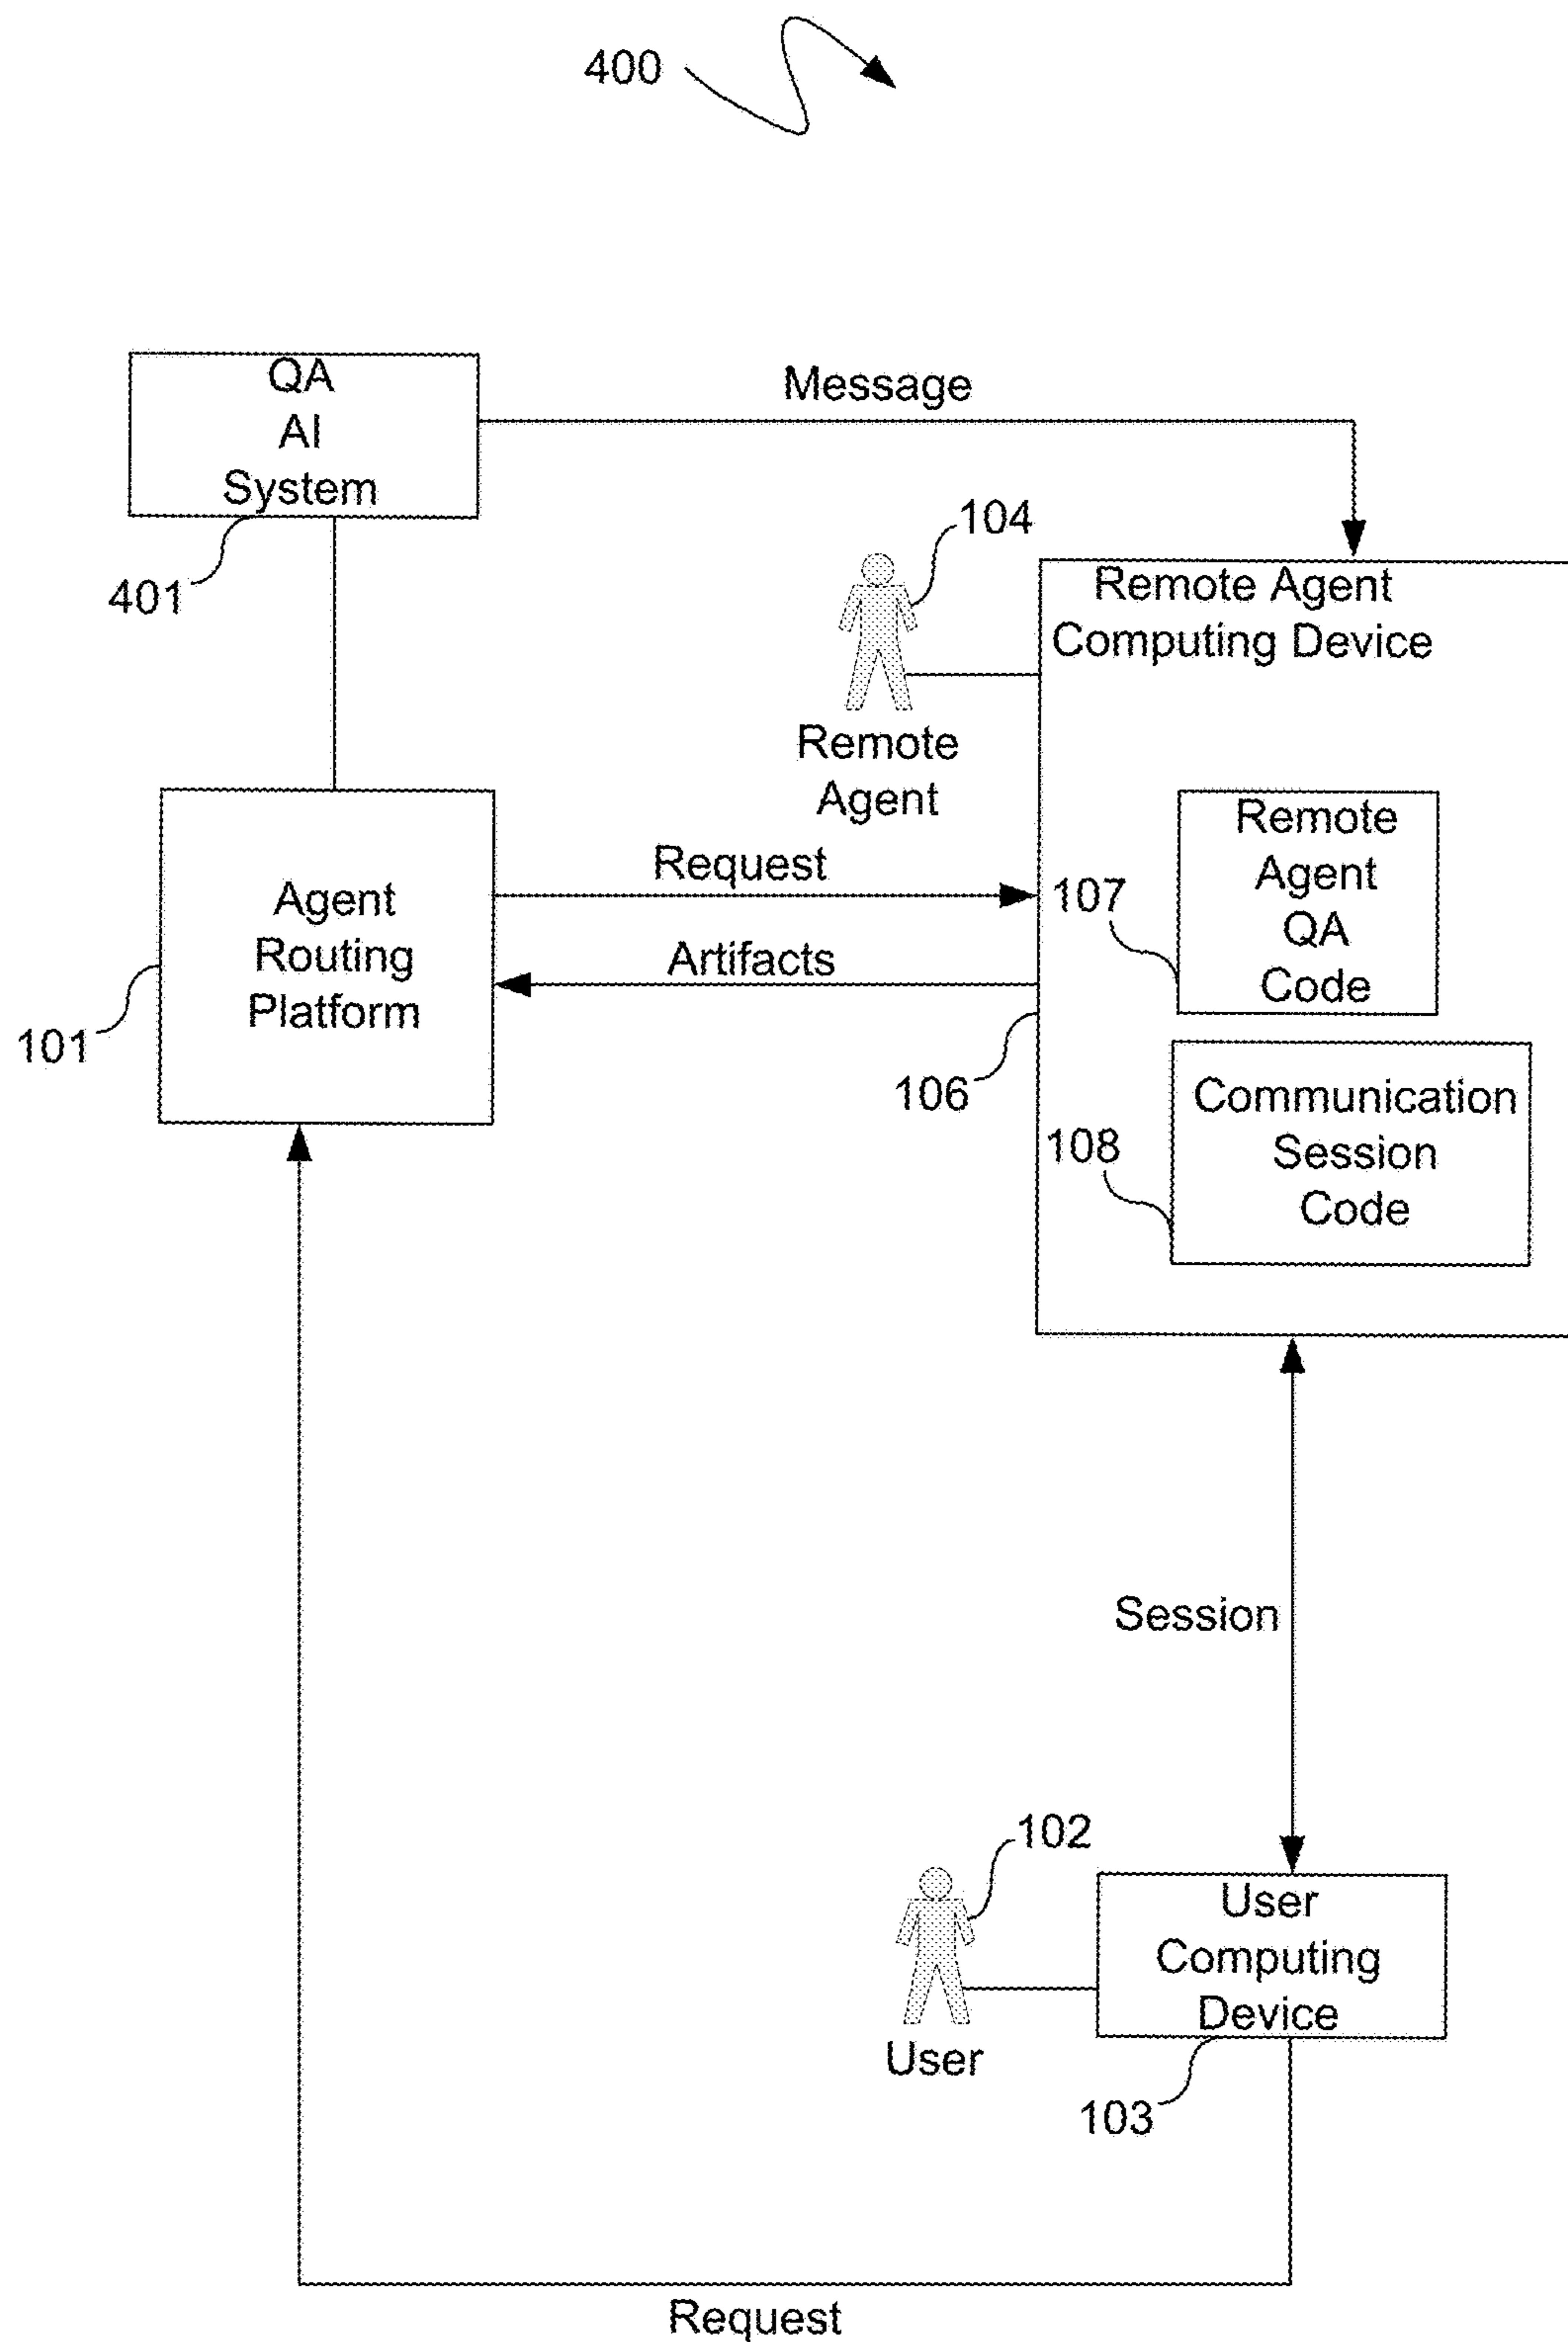 400
QA
AI
System
401
Message
104
Remote
Agent
Remote Agent
Computing Device
Remote
Agent
QA
Code
107
Communication
Session
Code
108
106
Request
Artifacts
Agent
Routing
Platform
101
Session
102
User
User
Computing
Device
103
Request